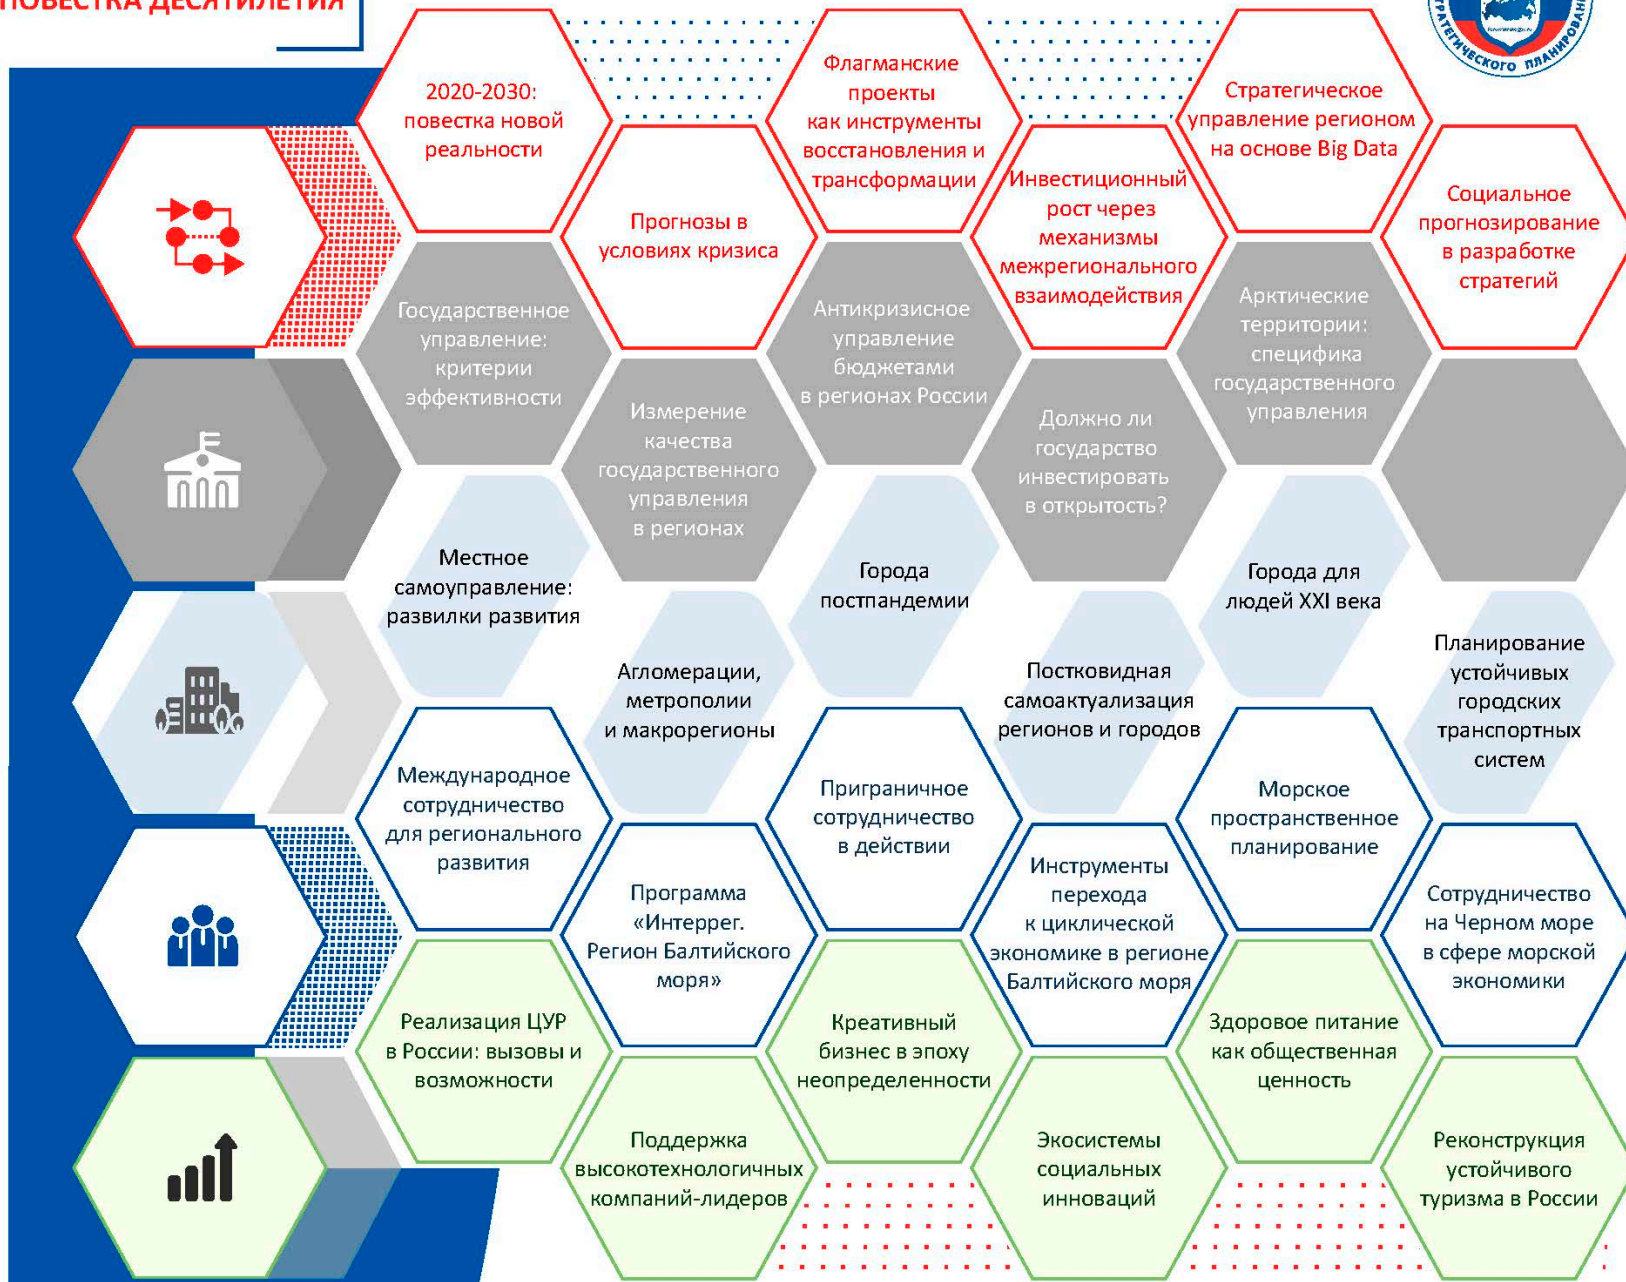 ПОВЕСТКА ДЕСЯТИЛЕТИЯ
СТРАТЕГИЧЕСКОГО ПЛАНИРОВАНИ
2020-2030:
повестка новой
реальности
Прогнозы в
условиях кризиса
Флагманские
проекты
как инструменты
восстановления и
трансформации
Инвестиционный
рост через
механизмы
межрегионального
взаимодействия
Стратегическое
управление регионом
на основе Big Data
Социальное
прогнозирование
в разработке
стратегий
Государственное
управление:
критерии
эффективности
Измерение
качества
государственного
управления
в регионах
Антикризисное
управление
бюджетами
в регионах России
Должно ли
государство
инвестировать
в открытость?
Арктические
территории:
специфика
государственного
управления
Местное
самоуправление:
развилки развития
Агломерации,
метрополии
и макрорегионы
Города
постпандемии
Постковидная
самоактуализация
регионов и городов
Города для
людей XXI века
Планирование
устойчивых
городских
транспортных
систем
Международное
сотрудничество
для регионального
развития
Программа
«Интеррег.
Регион Балтийского
моря»
Приграничное
сотрудничество
в действии
Инструменты
перехода
к циклической
экономике в регионе
Балтийского моря
Морское
пространственное
планирование
Сотрудничество
на Черном море
в сфере морской
экономики
Реализация ЦУР
в России: вызовы и
возможности
Поддержка
высокотехнологичных
компаний-лидеров
Креативный
бизнес в эпоху
неопределенности
Экосистемы
социальных
инноваций
Здоровое питание
как общественная
ценность
Реконструкция
устойчивого
туризма в России